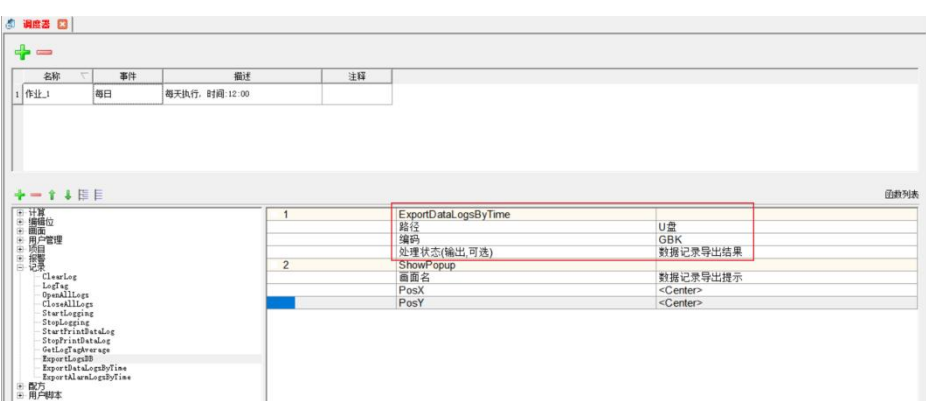 调度器
名称 事件 描述 注释
1 作业_1 每日 每天执行，时间:12:00
函数列表
计算
编辑位
画面
用户管理
项目
报警
记录
ClearLog
LogTag
OpenAllLogs
CloseAllLogs
StartLogging
StopLogging
StartPrintDataLog
StopPrintDataLog
GetLogTagAverage
ExportLogsDB
ExportDataLogsByTime
ExportAlarmLogsByTime
配方
用户脚本
1 ExportDataLogsByTime
路径 U盘
编码 GBK
处理状态(输出,可选) 数据记录导出结果
2 ShowPopup
画面名 数据记录导出提示
PosX <Center>
PosY <Center>